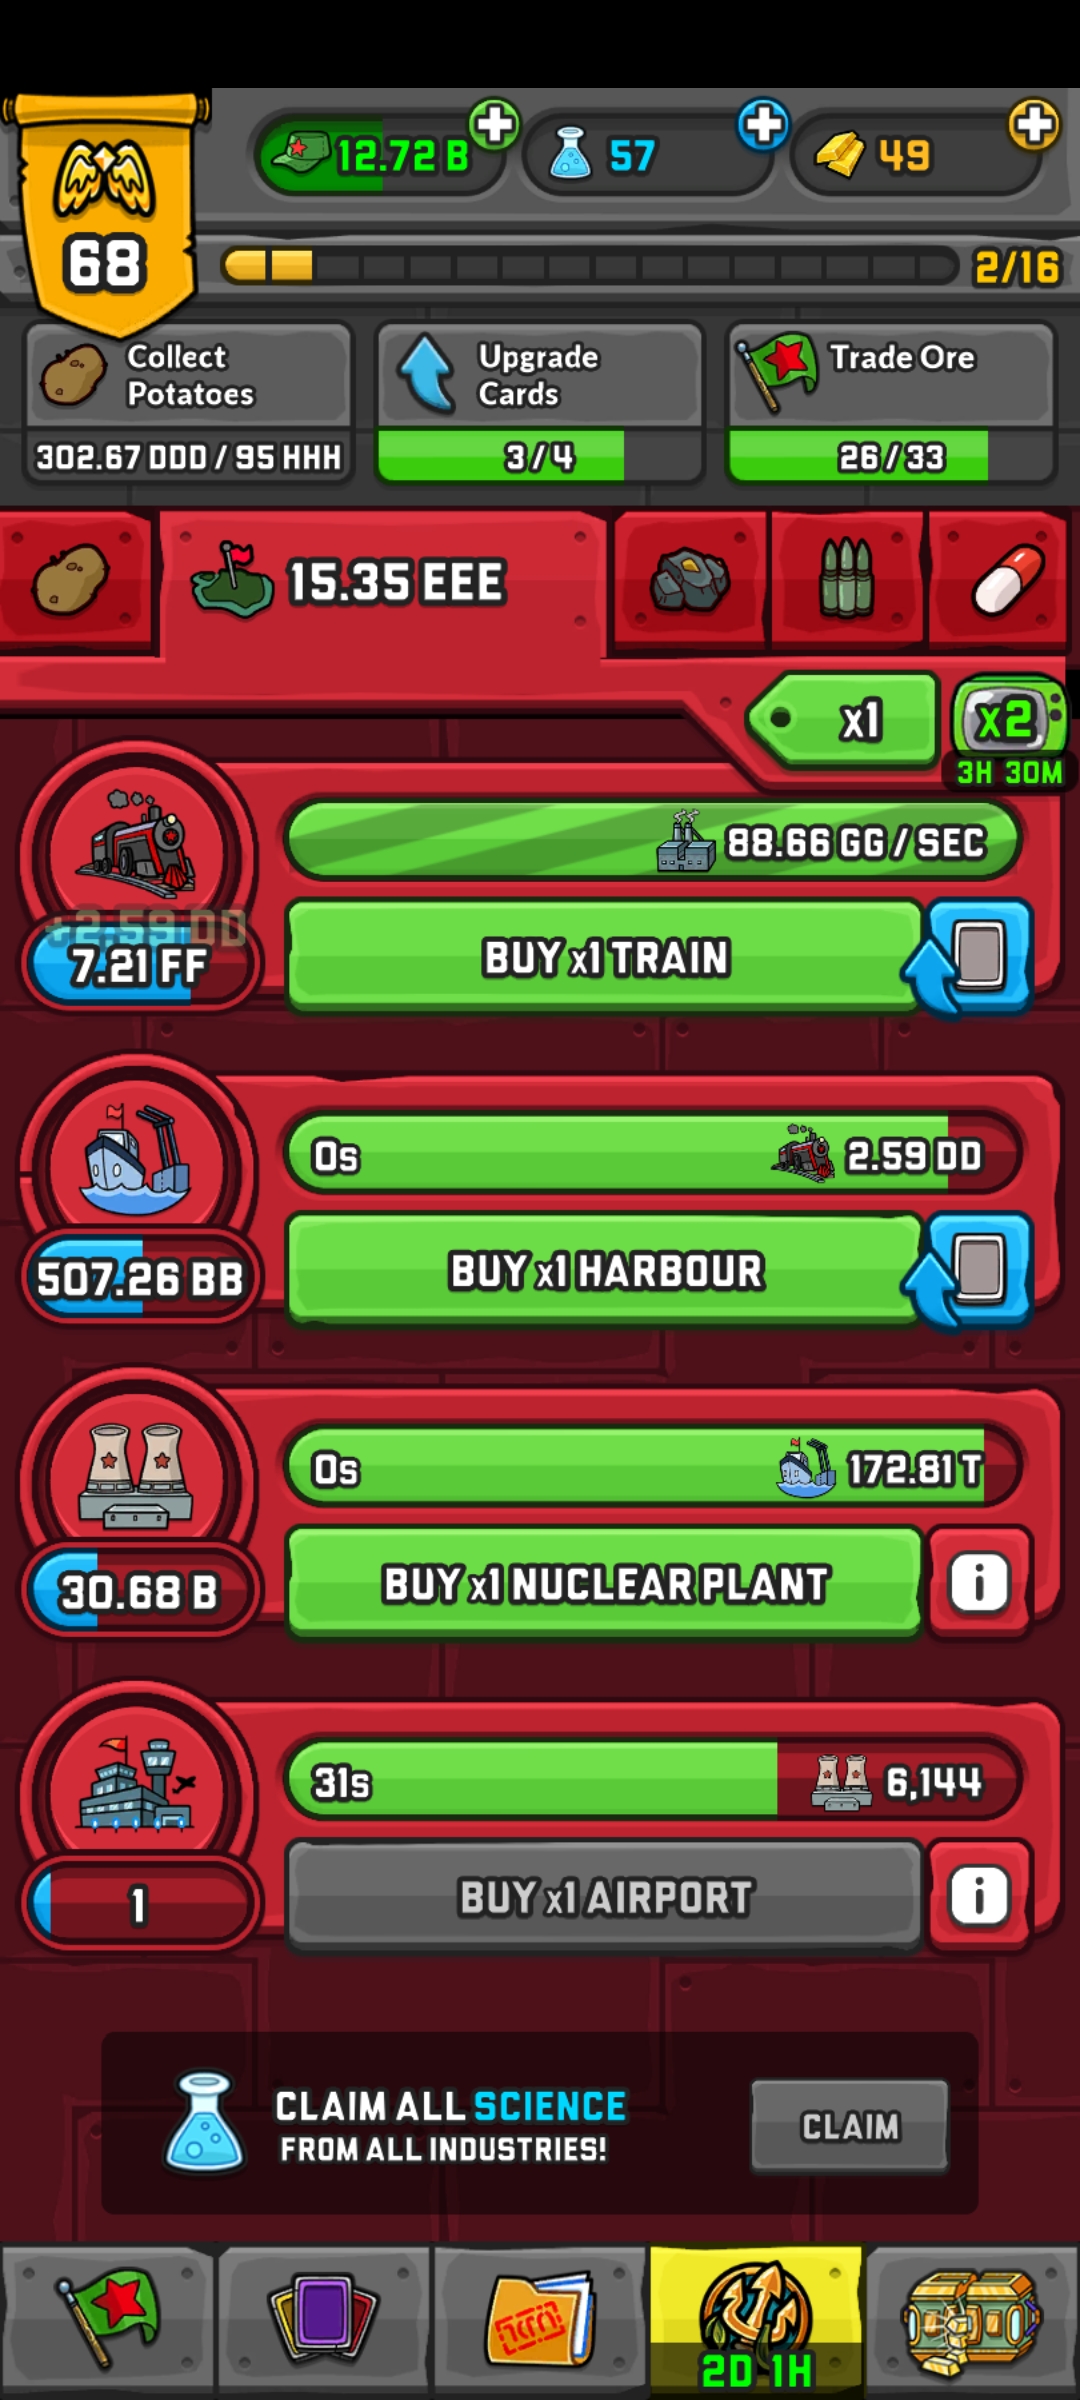 12.72 B
57
49
68
2/16
Collect
Potatoes
302.67 DDD / 95 HHH
Upgrade
Cards
3/4
Trade Ore
26/33
15.35 EEE
x1
x2
3H 30M
88.66 GG / SEC
+2.59 DD
7.21 FF
BUY x1 TRAIN
0s
2.59 DD
507.26 BB
BUY x1 HARBOUR
0s
172.81 T
30.68 B
BUY x1 NUCLEAR PLANT
i
31s
6,144
1
BUY x1 AIRPORT
i
CLAIM ALL SCIENCE
FROM ALL INDUSTRIES!
CLAIM
2D 1H